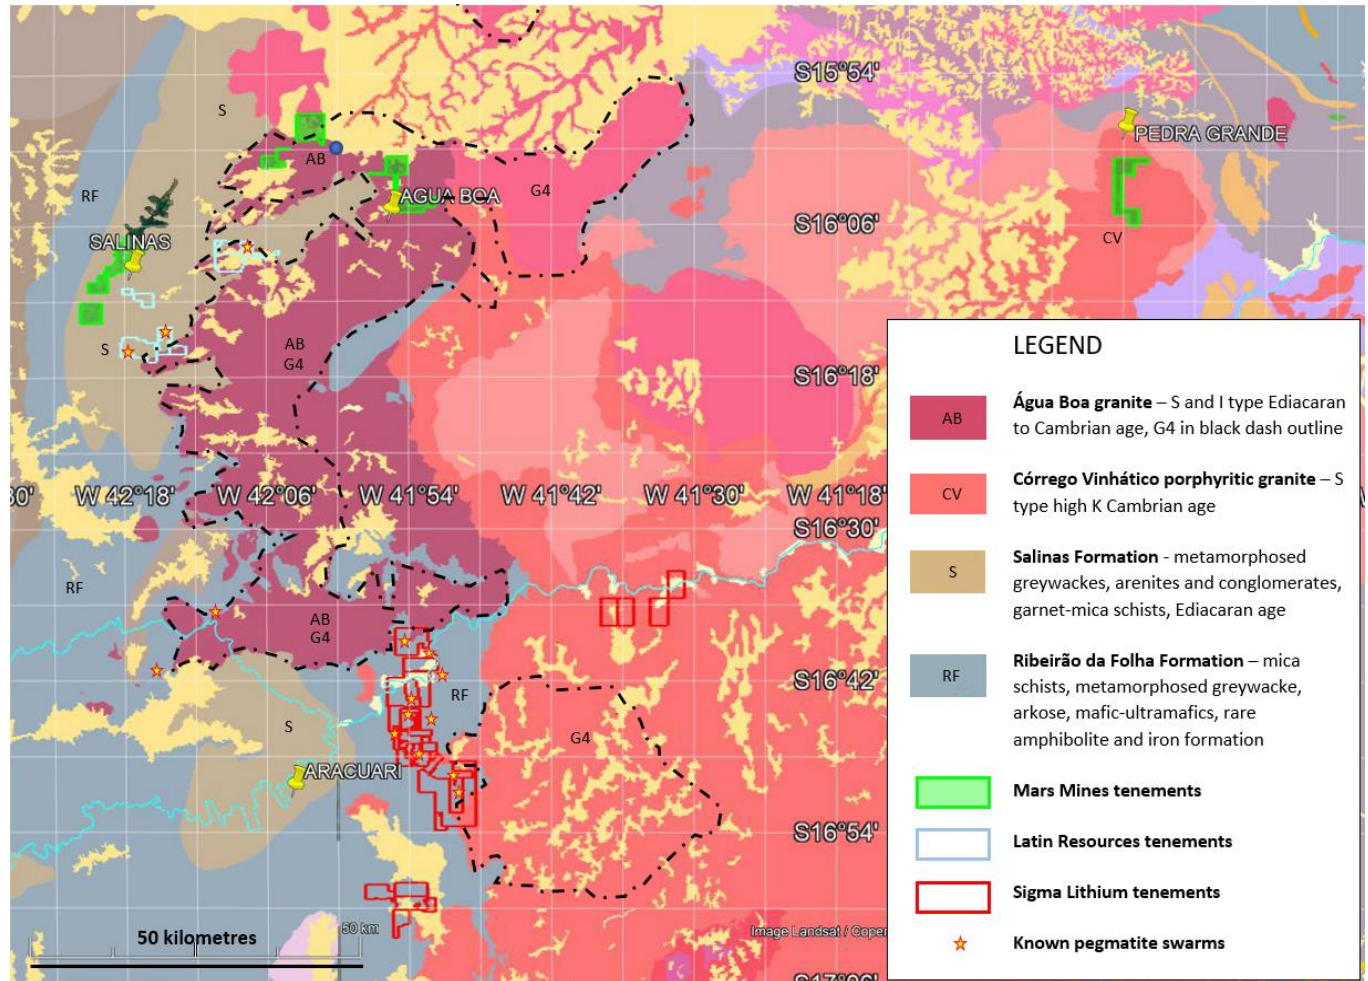 S15°54'
PEDRA GRANDE
S
AB
RF
AGUA BOA
G4
S16°06'
SALINAS
CV
AB
G4
S
S16°18'
30'
W 42°18'
W 42°06'
W 41°54'
W 41°42'
W 41°30'
W 41°18'
S16°30'
RF
AB
G4
S16°42'
RF
S
G4
ARACUARI
S16°54'
50 km
50 kilometres
Image Landsat / Coper
S17°06'
LEGEND
AB
Água Boa granite – S and I type Ediacaran
to Cambrian age, G4 in black dash outline
CV
Córrego Vinhático porphyritic granite – S
type high K Cambrian age
S
Salinas Formation - metamorphosed
greywackes, arenites and conglomerates,
garnet-mica schists, Ediacaran age
RF
Ribeirão da Folha Formation – mica
schists, metamorphosed greywacke,
arkose, mafic-ultramafics, rare
amphibolite and iron formation
Mars Mines tenements
Latin Resources tenements
Sigma Lithium tenements
Known pegmatite swarms